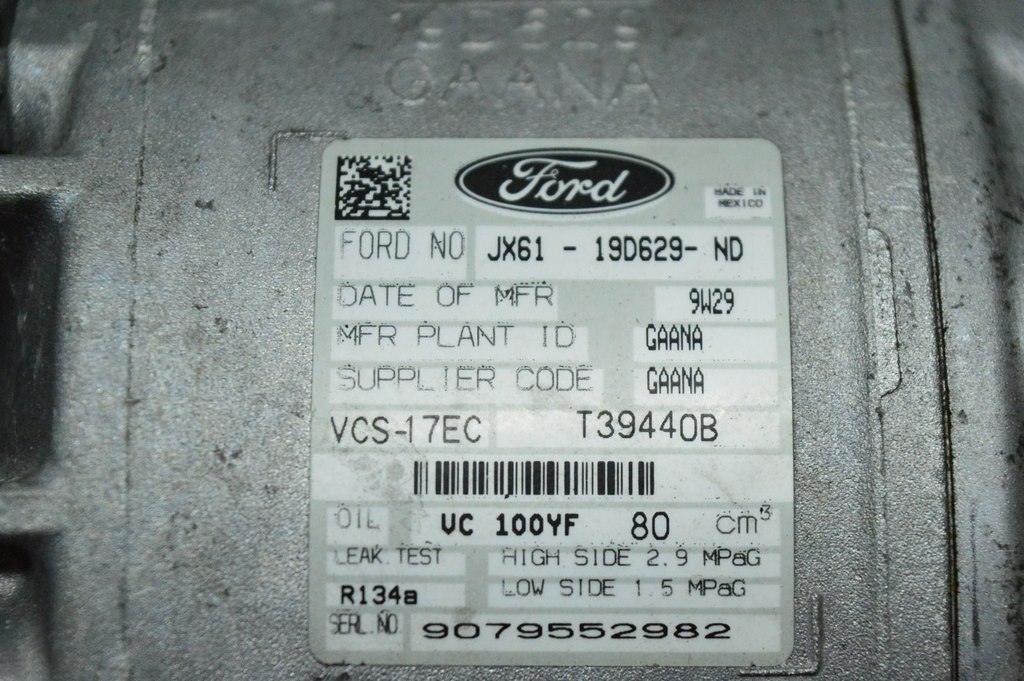 GAANA
Ford
MADE IN
MEXICO
FORD NO JX61 - 19D629- ND
DATE OF MFR 9W29
MFR PLANT ID GAANA
SUPPLIER CODE GAANA
VCS-17EC T39440B
OIL VC 100YF 80 cm³
LEAK TEST HIGH SIDE 2.9 MPaG
R134a LOW SIDE 1.5 MPaG
SERL.NO 9079552982